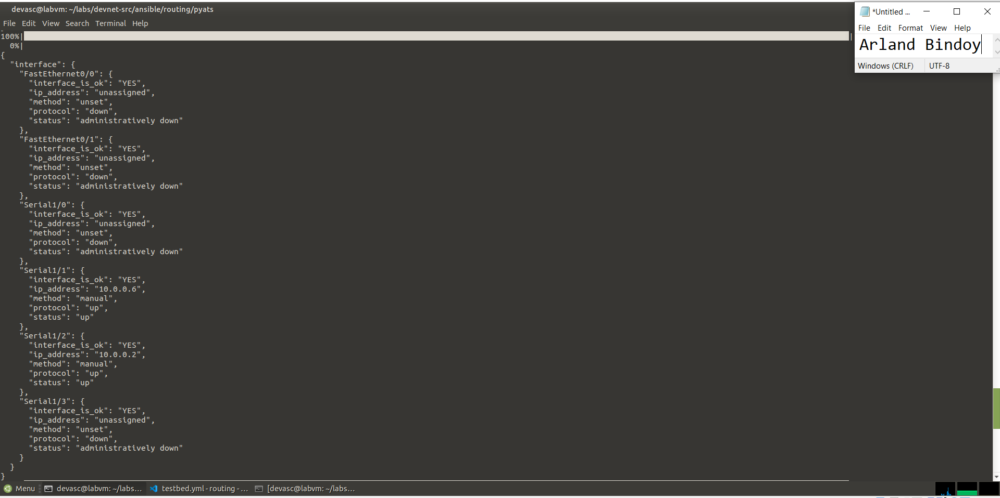 devasc@labvm: ~/labs/devnet-src/ansible/routing/pyats
File Edit View Search Terminal Help
100%|
0%|
{
  "interface": {
    "FastEthernet0/0": {
      "interface_is_ok": "YES",
      "ip_address": "unassigned",
      "method": "unset",
      "protocol": "down",
      "status": "administratively down"
    },
    "FastEthernet0/1": {
      "interface_is_ok": "YES",
      "ip_address": "unassigned",
      "method": "unset",
      "protocol": "down",
      "status": "administratively down"
    },
    "Serial1/0": {
      "interface_is_ok": "YES",
      "ip_address": "unassigned",
      "method": "unset",
      "protocol": "down",
      "status": "administratively down"
    },
    "Serial1/1": {
      "interface_is_ok": "YES",
      "ip_address": "10.0.0.6",
      "method": "manual",
      "protocol": "up",
      "status": "up"
    },
    "Serial1/2": {
      "interface_is_ok": "YES",
      "ip_address": "10.0.0.2",
      "method": "manual",
      "protocol": "up",
      "status": "up"
    },
    "Serial1/3": {
      "interface_is_ok": "YES",
      "ip_address": "unassigned",
      "method": "unset",
      "protocol": "down",
      "status": "administratively down"
    }
  }
}
*Untitled ...
File Edit Format View Help
Arland Bindoy
Windows (CRLF) UTF-8
Menu devasc@labvm: ~/labs... testbed.yml - routing - ... [devasc@labvm: ~/labs...